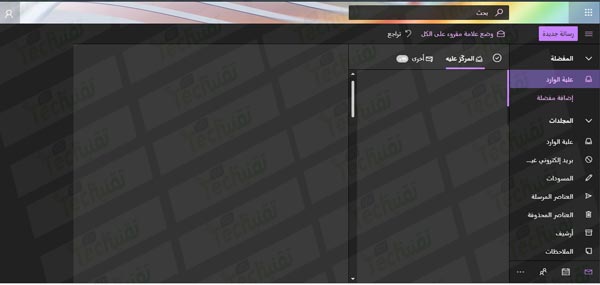 بحث
رسالة جديدة
وضع علامة مقروء على الكل
تراجع
المفضلة
علبة الوارد
إضافة مفضلة
المجلدات
علبة الوارد
بريد إلكتروني غير...
المسودات
العناصر المرسلة
العناصر المحذوفة
أرشيف
الملاحظات
المركز عليه
أخرى